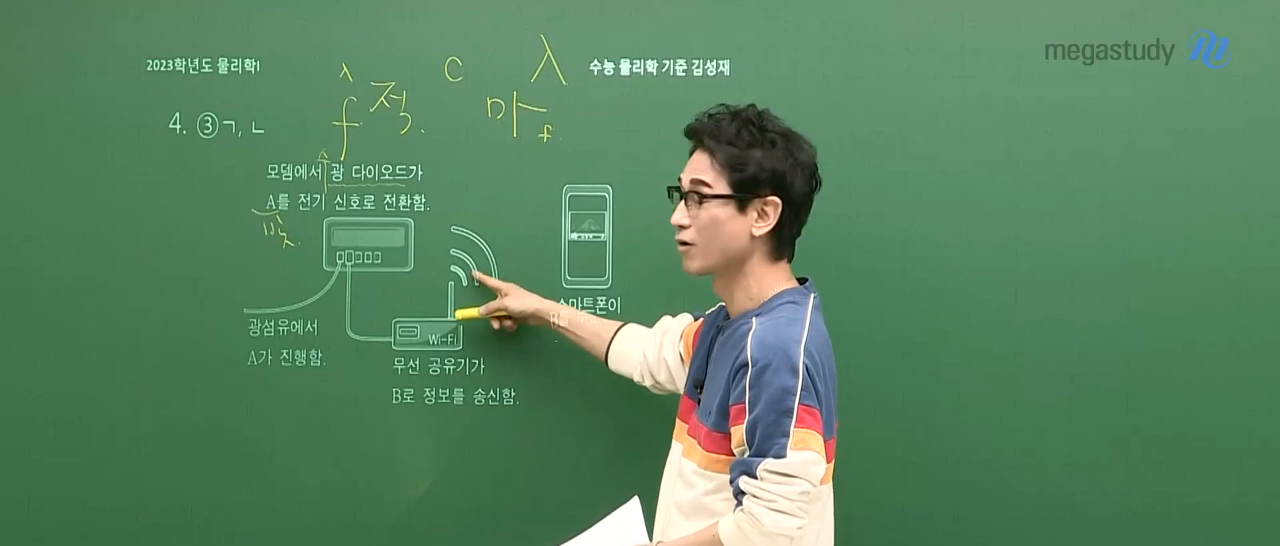 megastudy
2023학년도 물리학I
수능 물리학 기준 김성재
λ
f 적.
c
λ
마
f.
4. ③ ㄱ, ㄴ
모뎀에서 광 다이오드가
A를 전기 신호로 전환함.
빛.
스마트폰이
광섬유에서
A가 진행함.
Wi-Fi
무선 공유기가
B로 정보를 송신함.